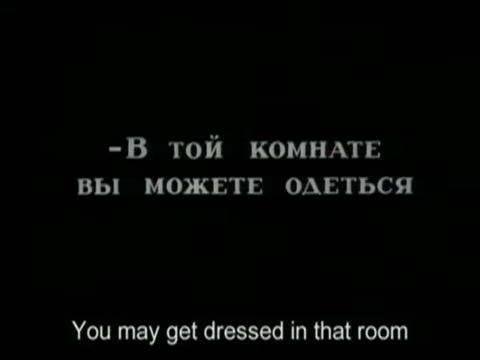 -В той комнате
вы можете одеться
You may get dressed in that room